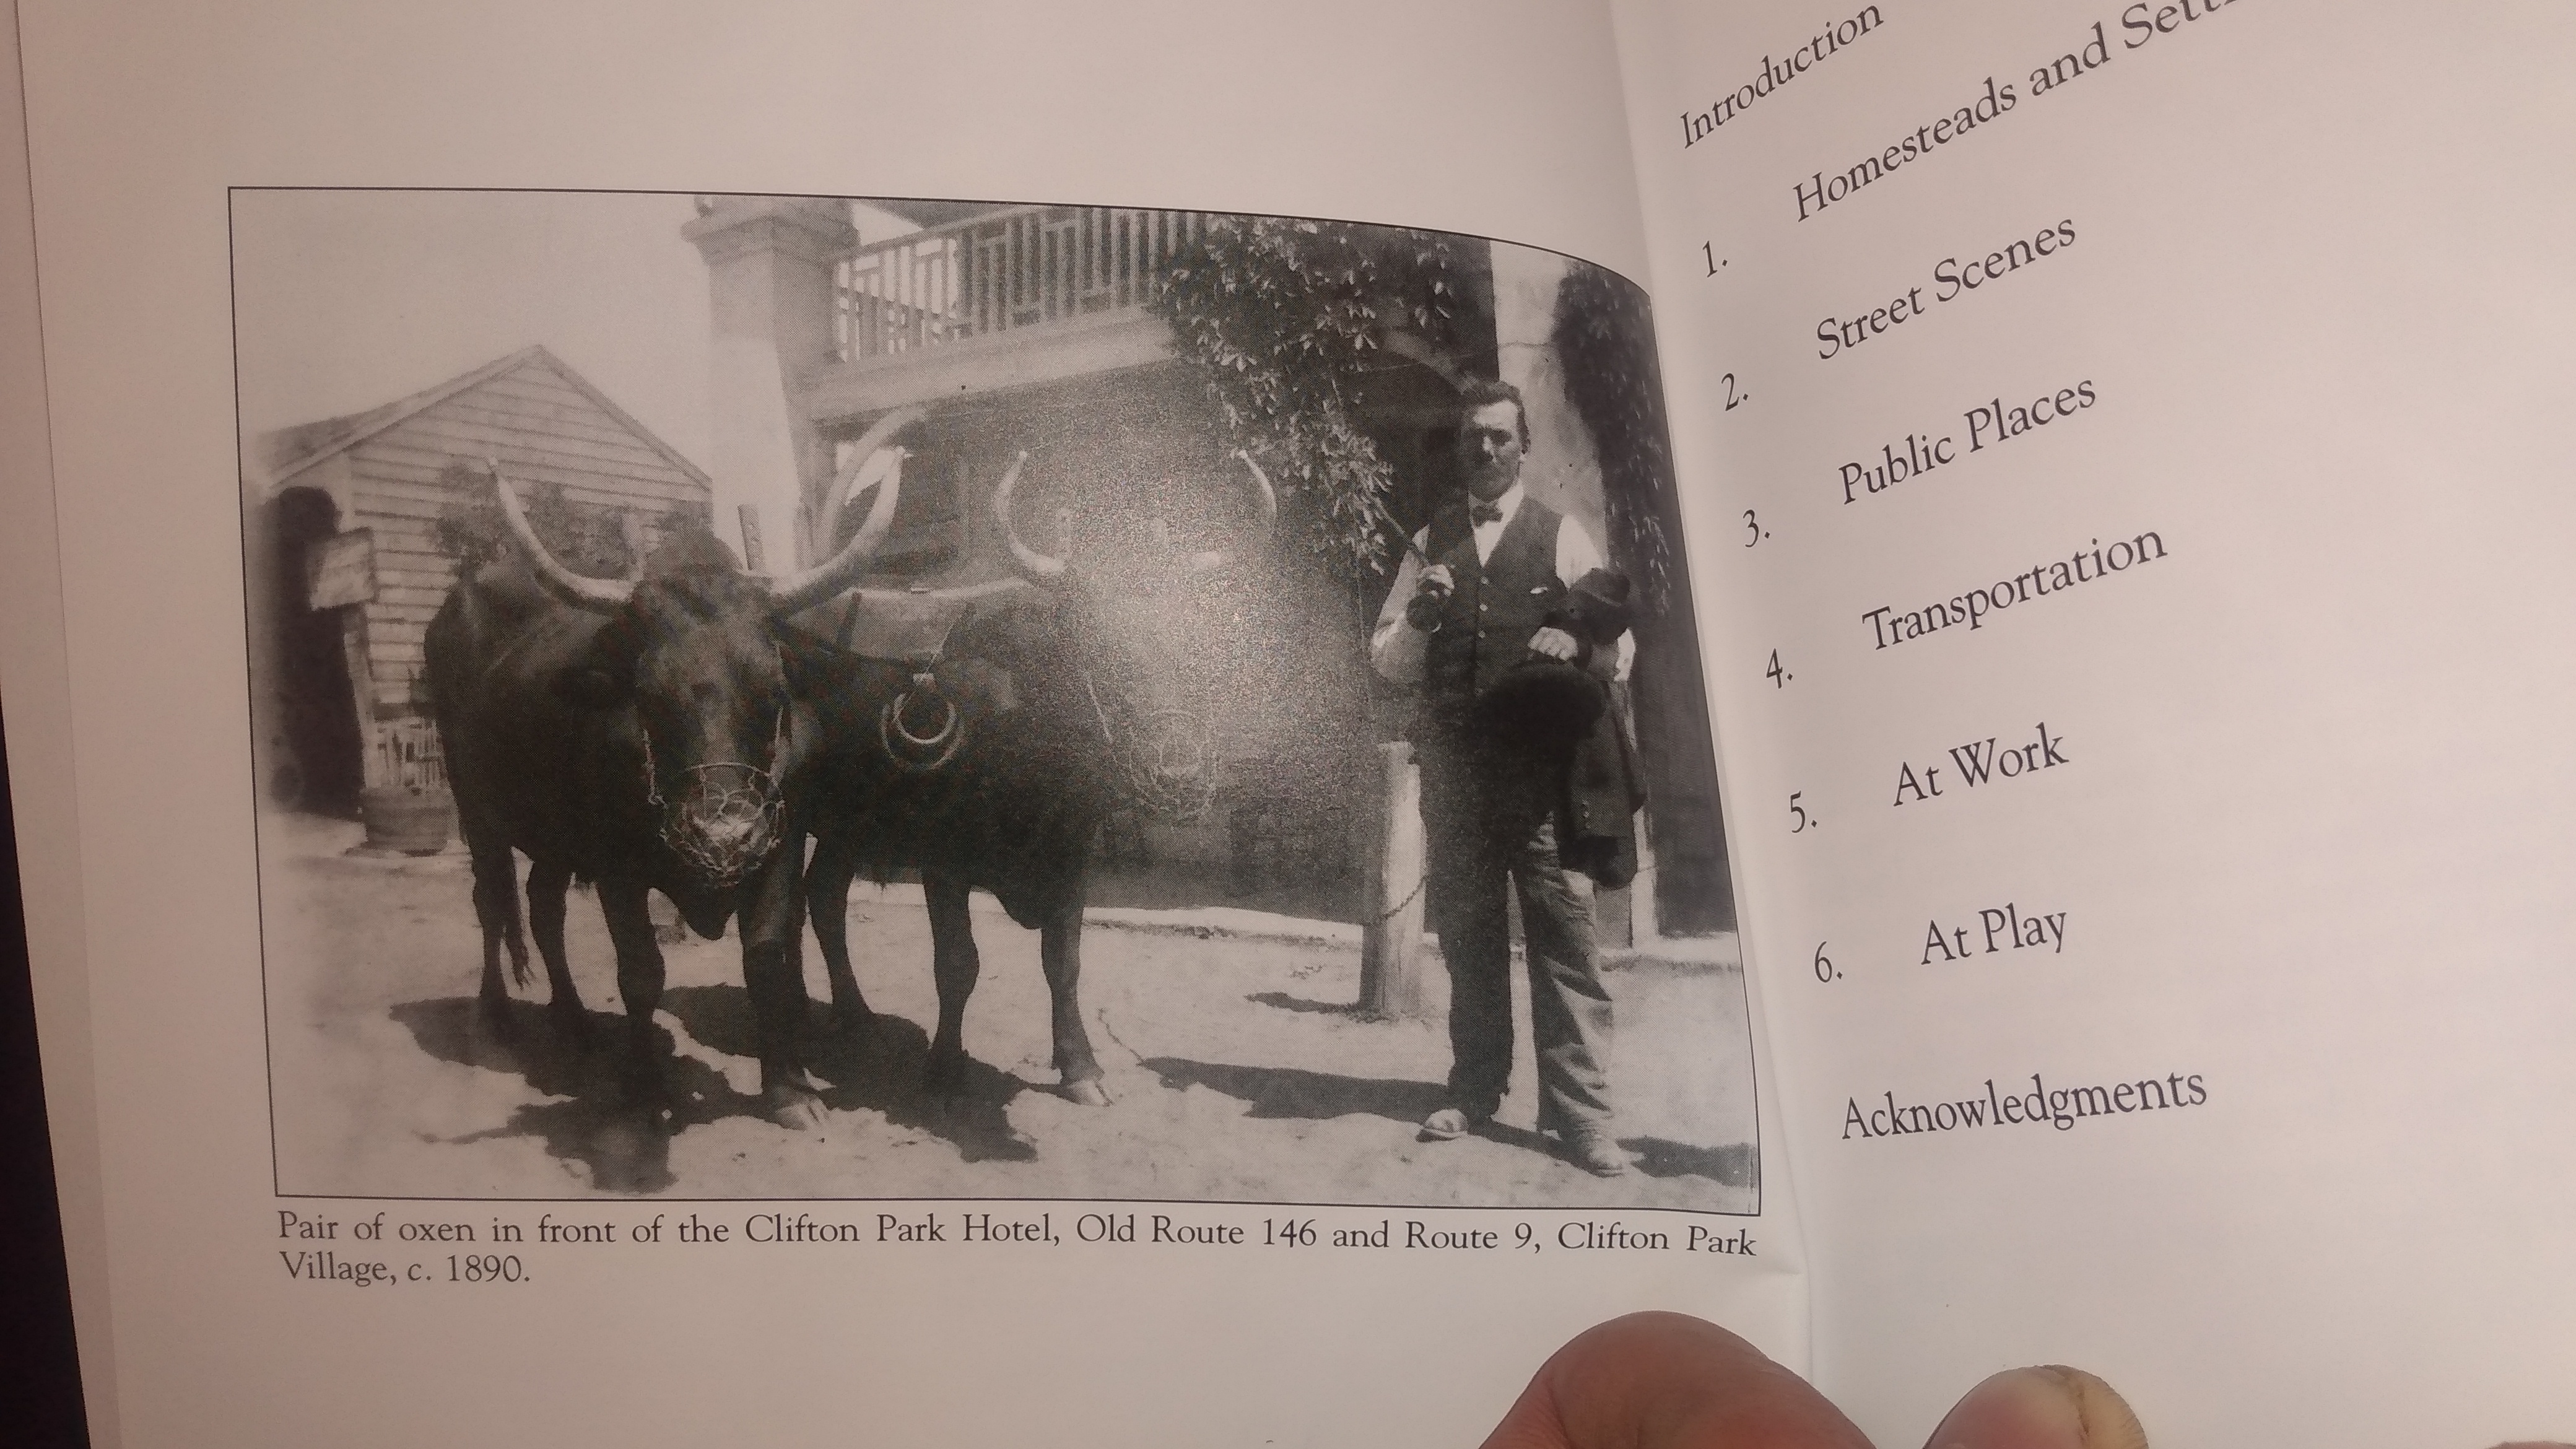 Pair of oxen in front of the Clifton Park Hotel, Old Route 146 and Route 9, Clifton Park
Village, c. 1890.
Introduction
1. Homesteads and
2. Street Scenes
3. Public Places
4. Transportation
5. At Work
6. At Play
Acknowledgments